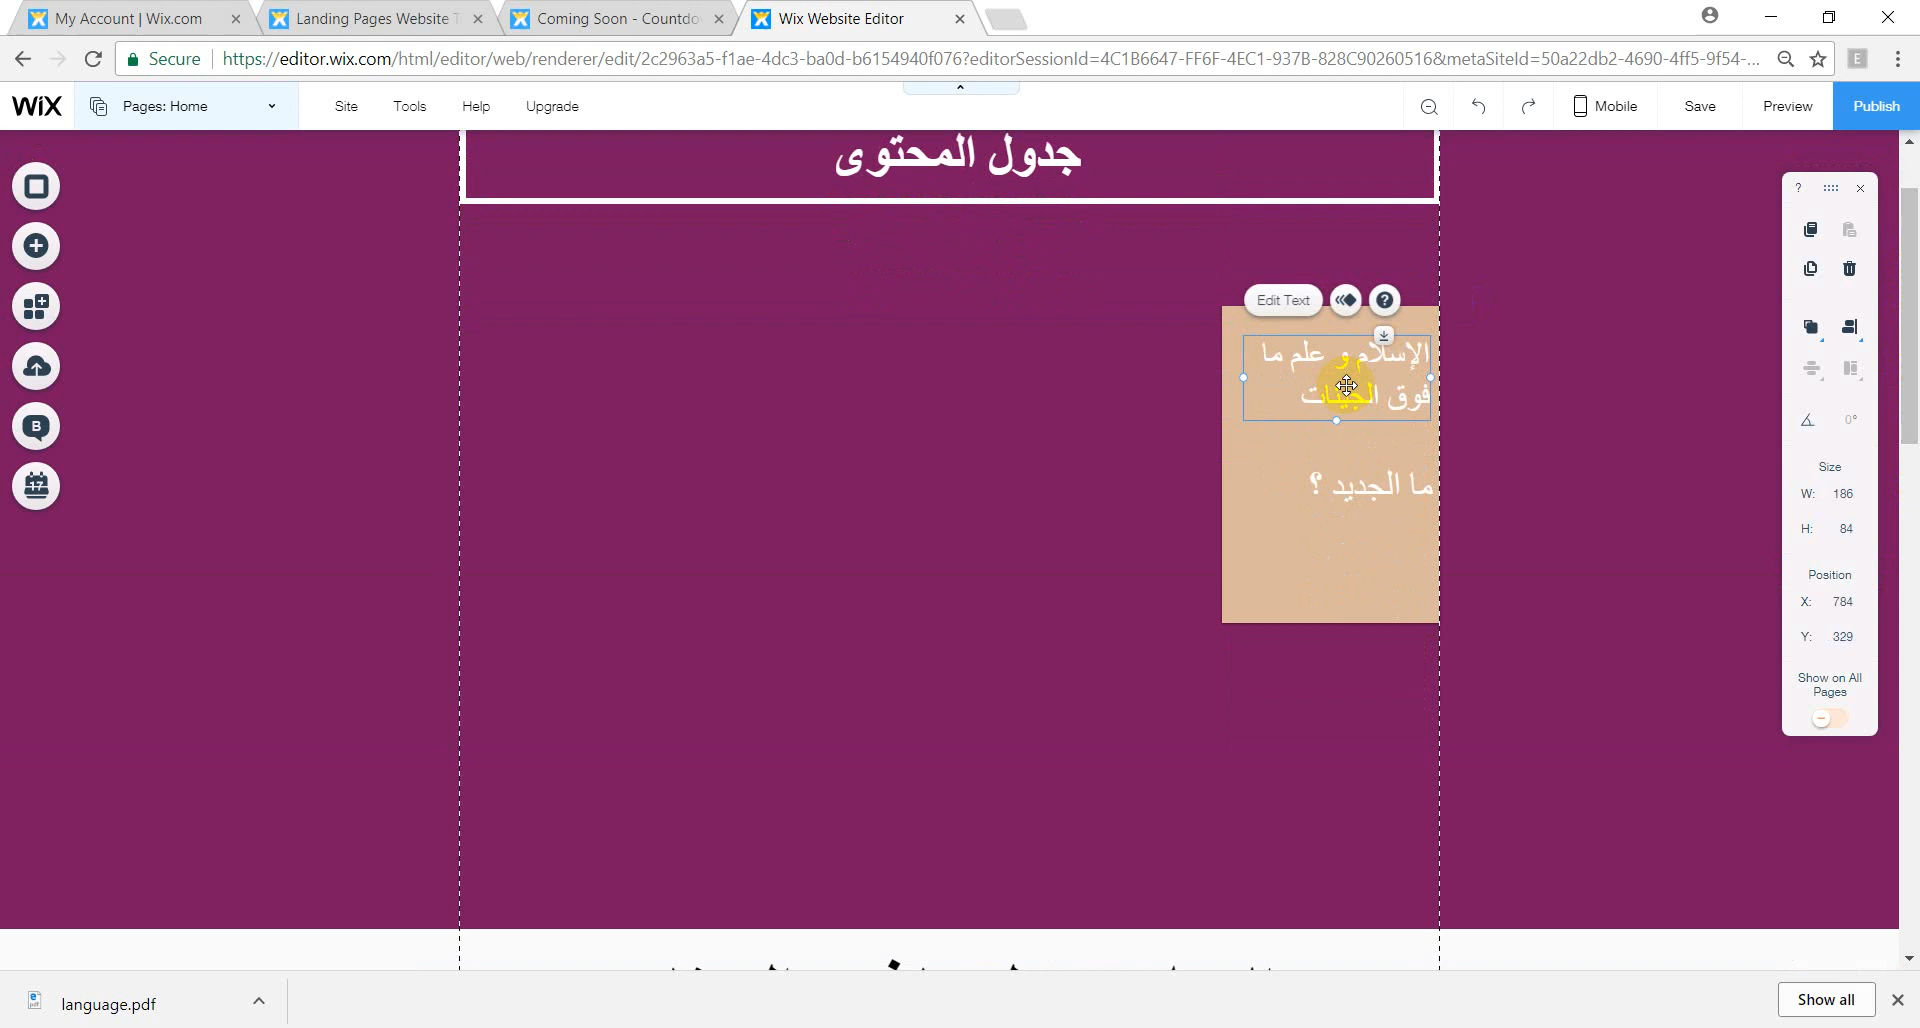 My Account | Wix.com
Landing Pages Website T
Coming Soon - Countdo
Wix Website Editor
Secure
https://editor.wix.com/html/editor/web/renderer/edit/2c2963a5-f1ae-4dc3-ba0d-b6154940f076?editorSessionId=4C1B6647-FF6F-4EC1-937B-828C90260516&metaSiteId=50a22db2-4690-4ff5-9f54-...
E
WiX
Pages: Home
Site
Tools
Help
Upgrade
Mobile
Save
Preview
Publish
جدول المحتوى
Edit Text
?
الإسلام و علم ما
فوق الجينات
ما الجديد ؟
B
17
?
0°
Size
W: 186
H: 84
Position
X: 784
Y: 329
Show on All
Pages
language.pdf
Show all